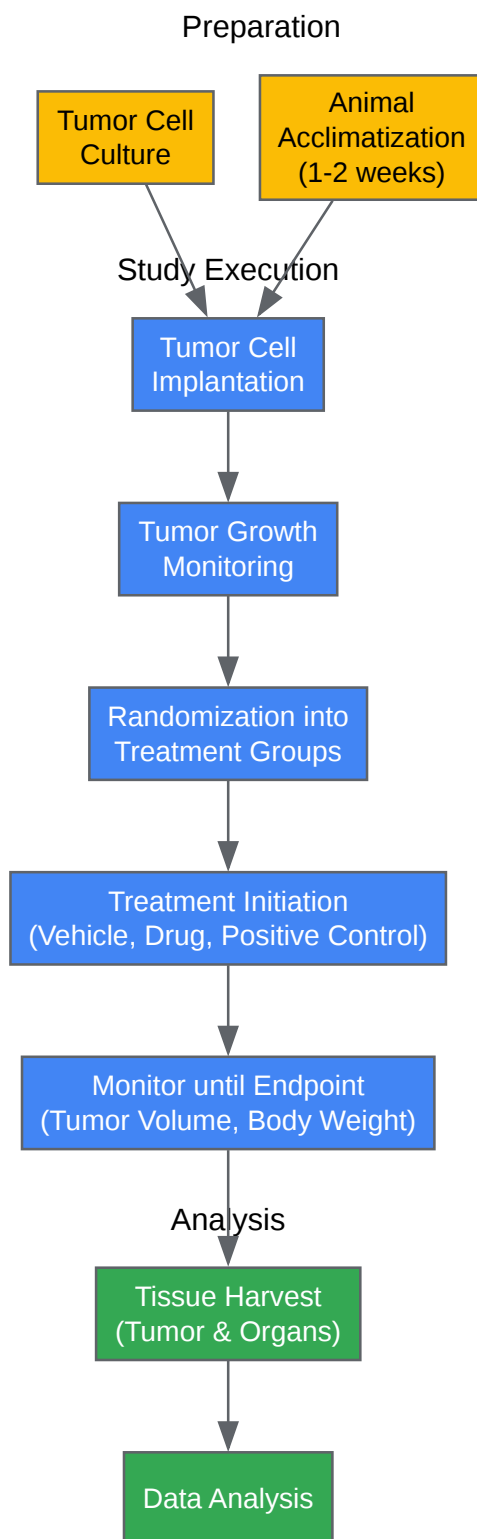 Preparation
Tumor Cell
Culture
Animal
Acclimatization
(1-2 weeks)
Study Execution
Tumor Cell
Implantation
Tumor Growth
Monitoring
Randomization into
Treatment Groups
Treatment Initiation
(Vehicle, Drug, Positive Control)
Monitor until Endpoint
(Tumor Volume, Body Weight)
Analysis
Tissue Harvest
(Tumor & Organs)
Data Analysis